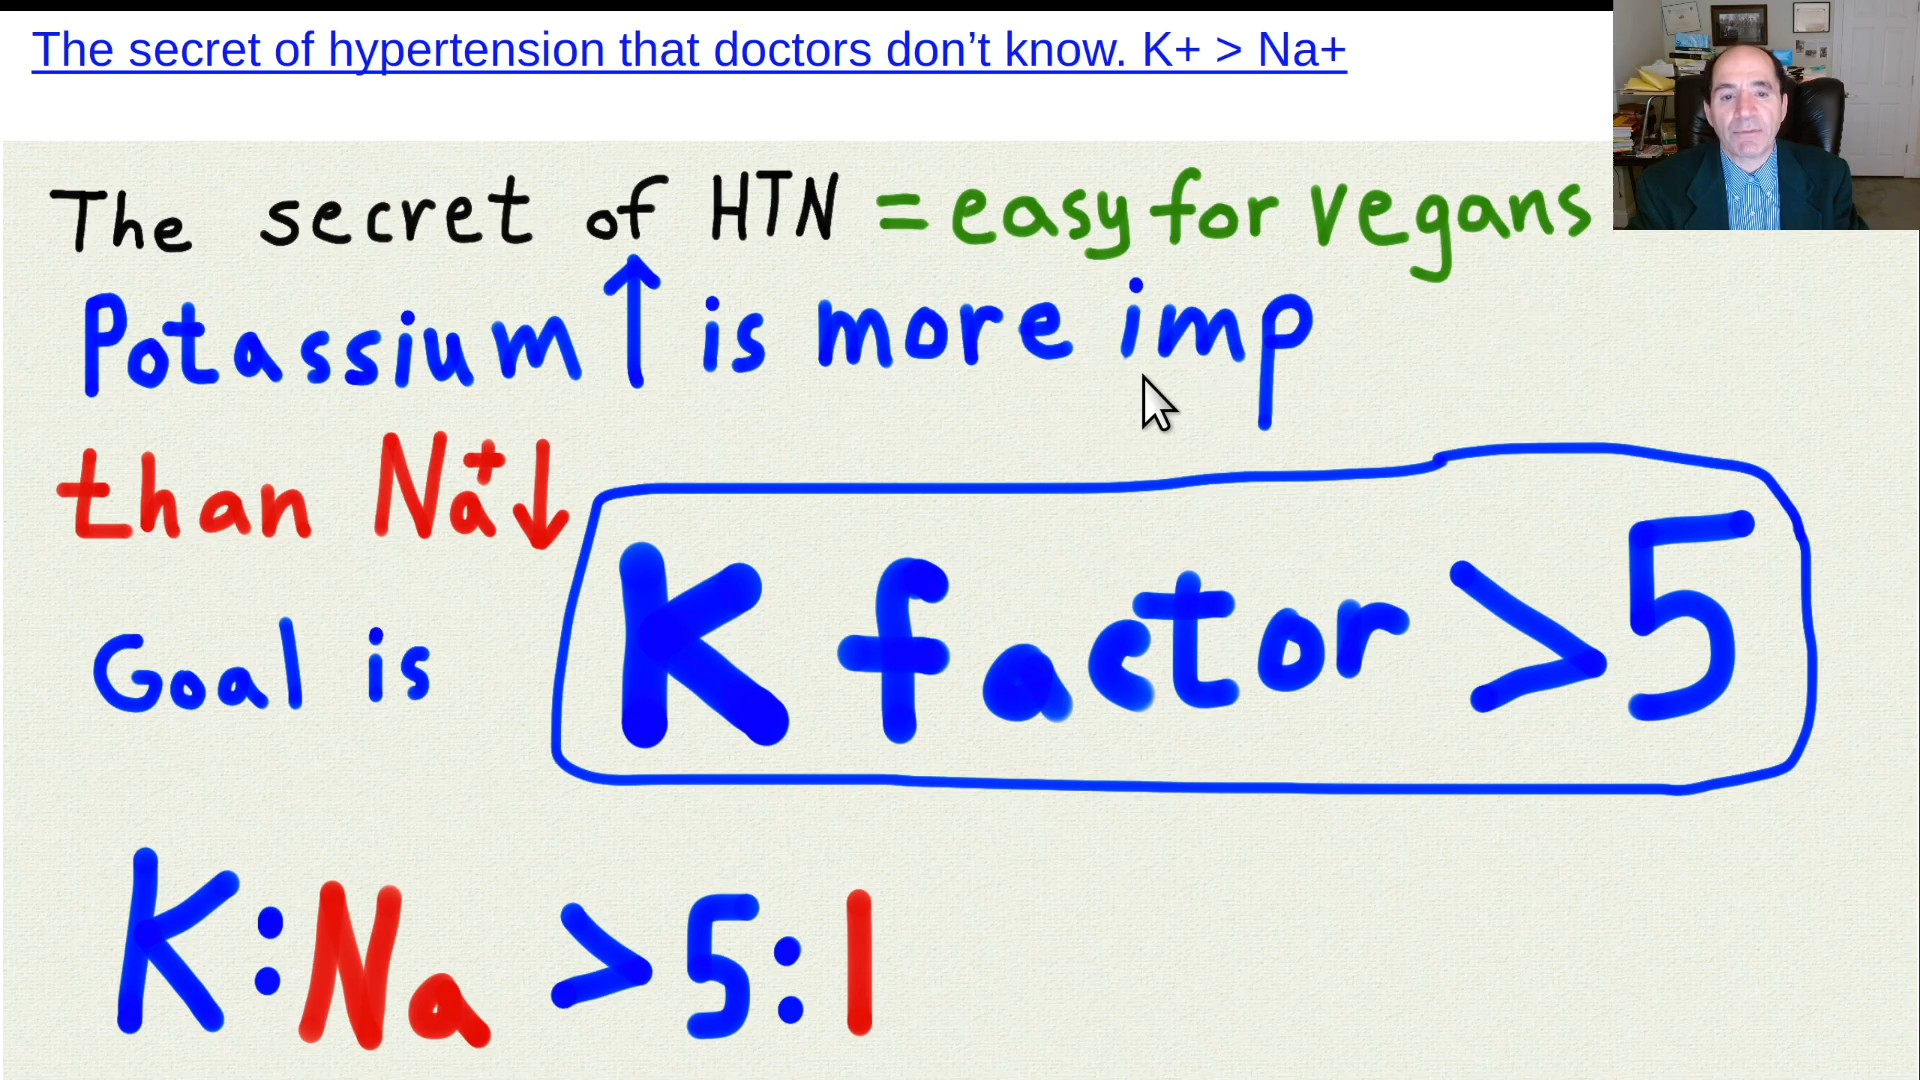 The secret of hypertension that doctors don’t know. K+ > Na+
The secret of HTN = easy for vegans
Potassium ↑ is more imp
than Na+ ↓
Goal is K factor > 5
K:Na > 5:1